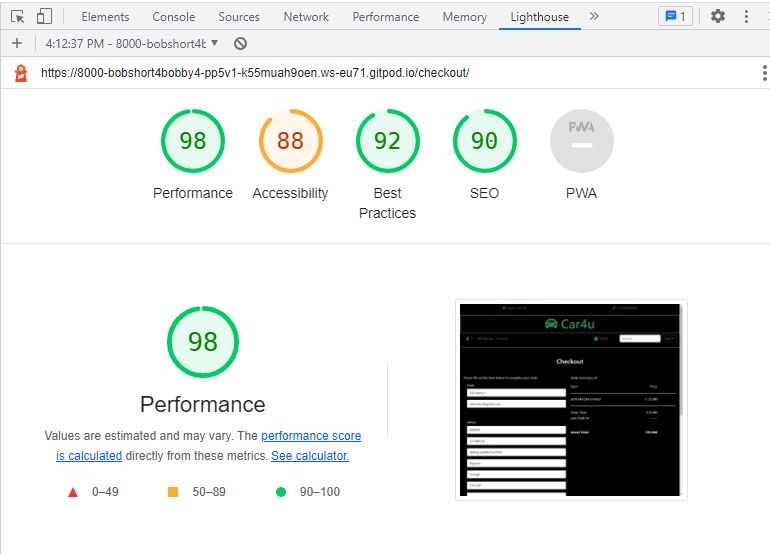 Elements Console Sources Network Performance Memory Lighthouse » 1
4:12:37 PM - 8000-bobshort4b
https://8000-bobshort4bobby4-pp5v1-k55muah9oen.ws-eu71.gitpod.io/checkout/
98 88 92 90 PWA
Performance Accessibility Best Practices SEO PWA
98
Performance
Values are estimated and may vary. The performance score
is calculated directly from these metrics. See calculator.
0–49 50–89 90–100
Car4u
Checkout